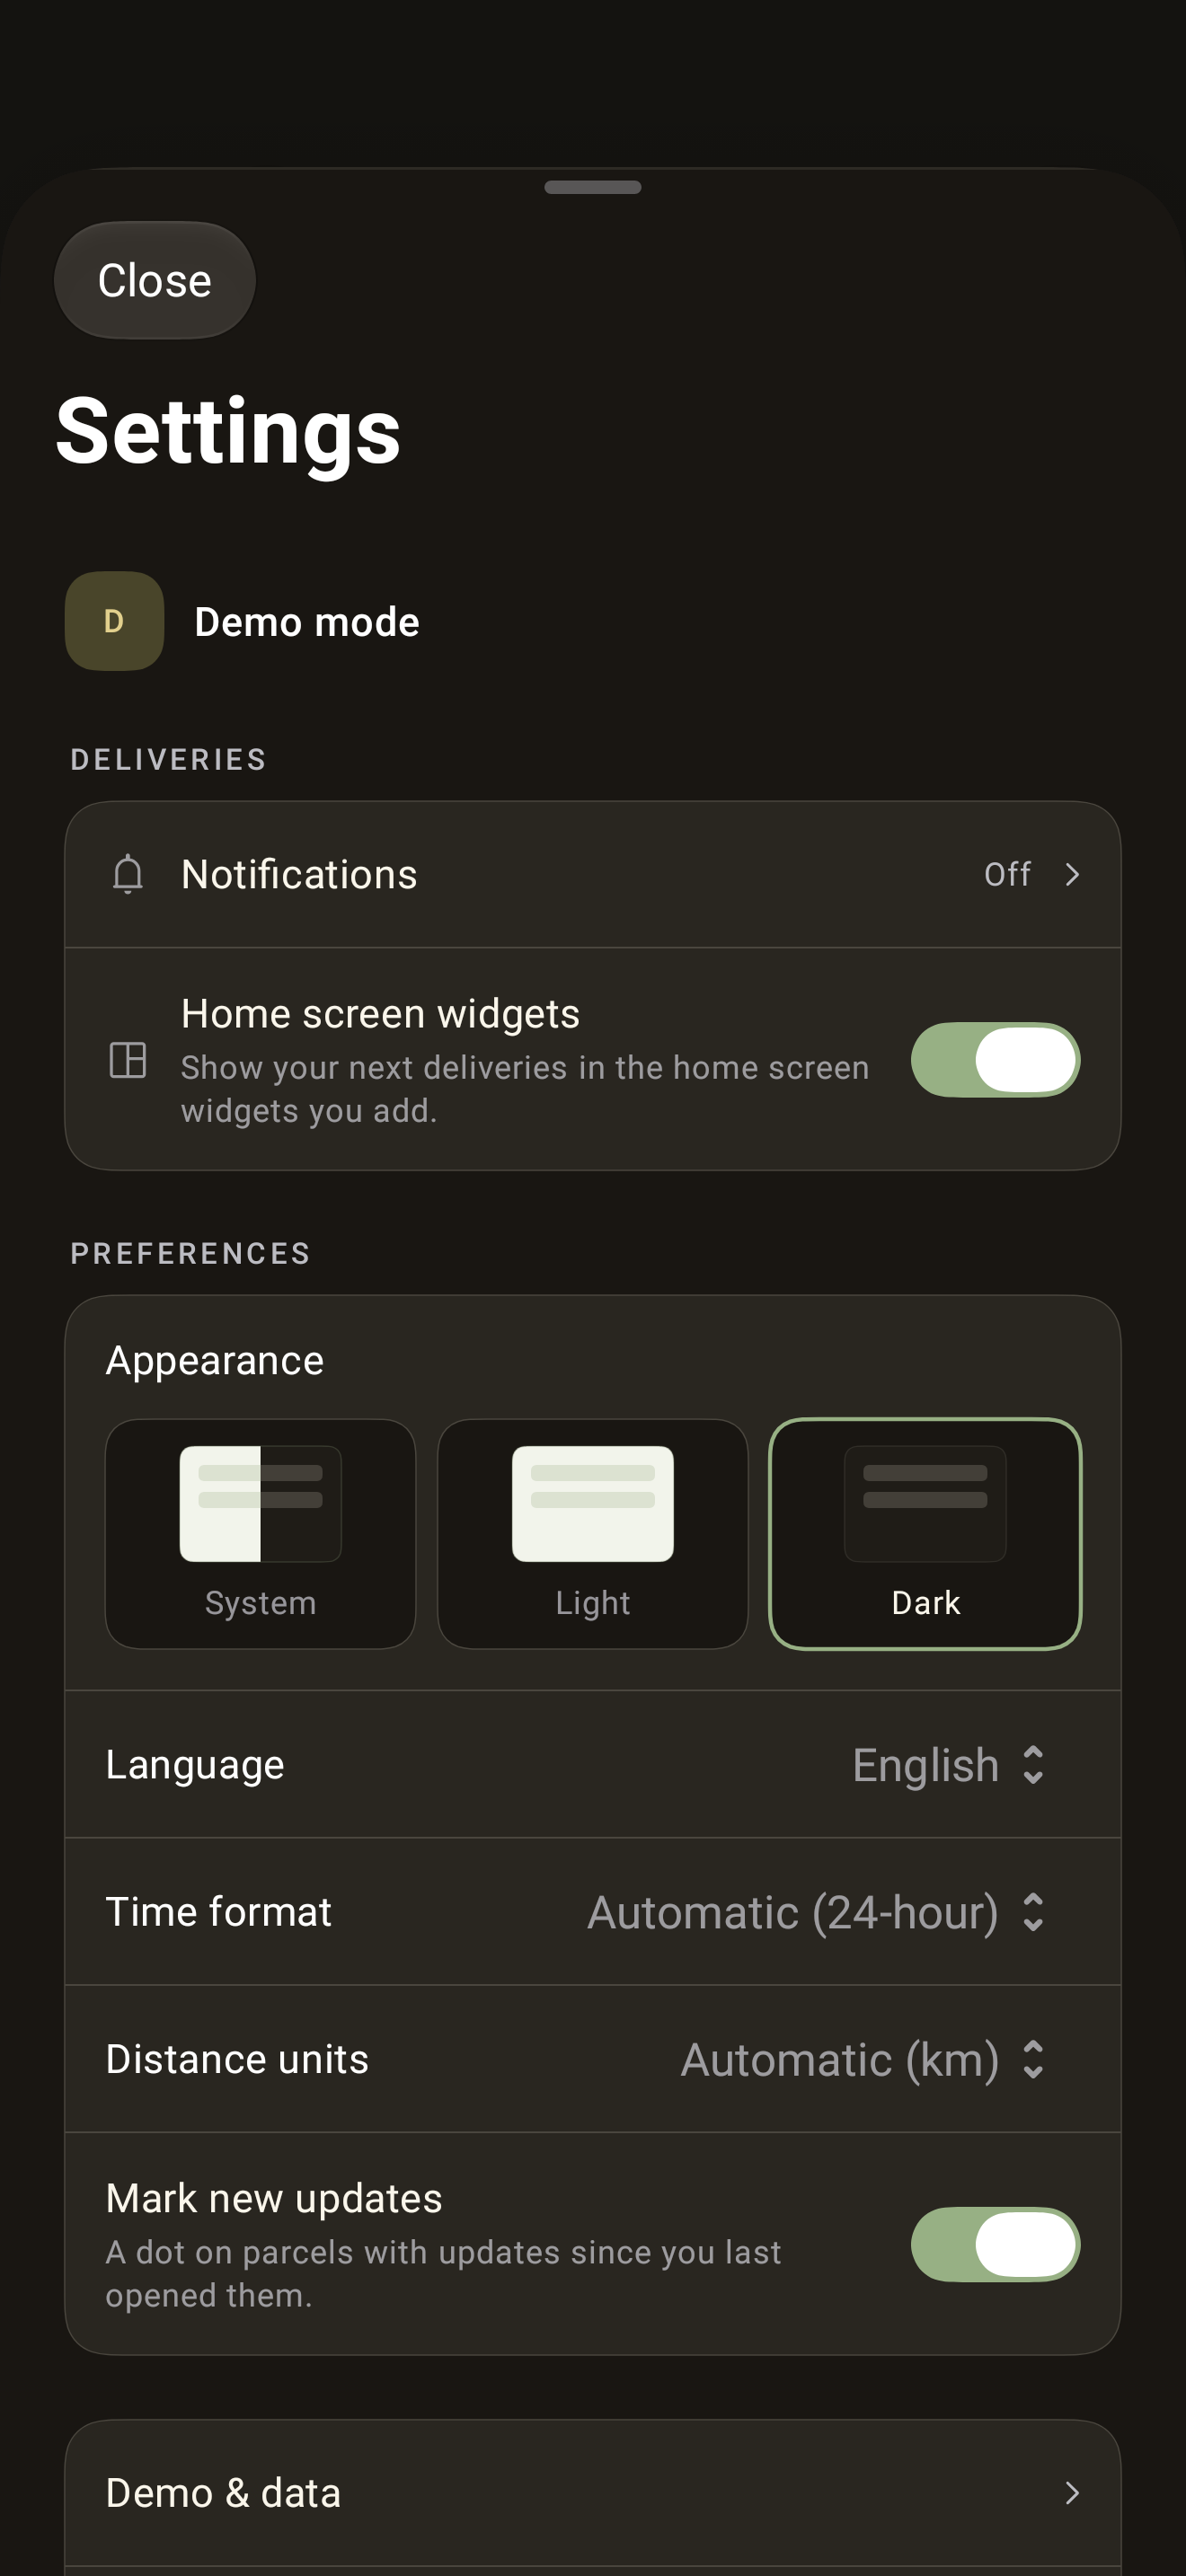 Close
Settings
D
Demo mode
DELIVERIES
Notifications
Off
Home screen widgets
Show your next deliveries in the home screen
widgets you add.
PREFERENCES
Appearance
System
Light
Dark
Language
English
Time format
Automatic (24-hour)
Distance units
Automatic (km)
Mark new updates
A dot on parcels with updates since you last
opened them.
Demo & data